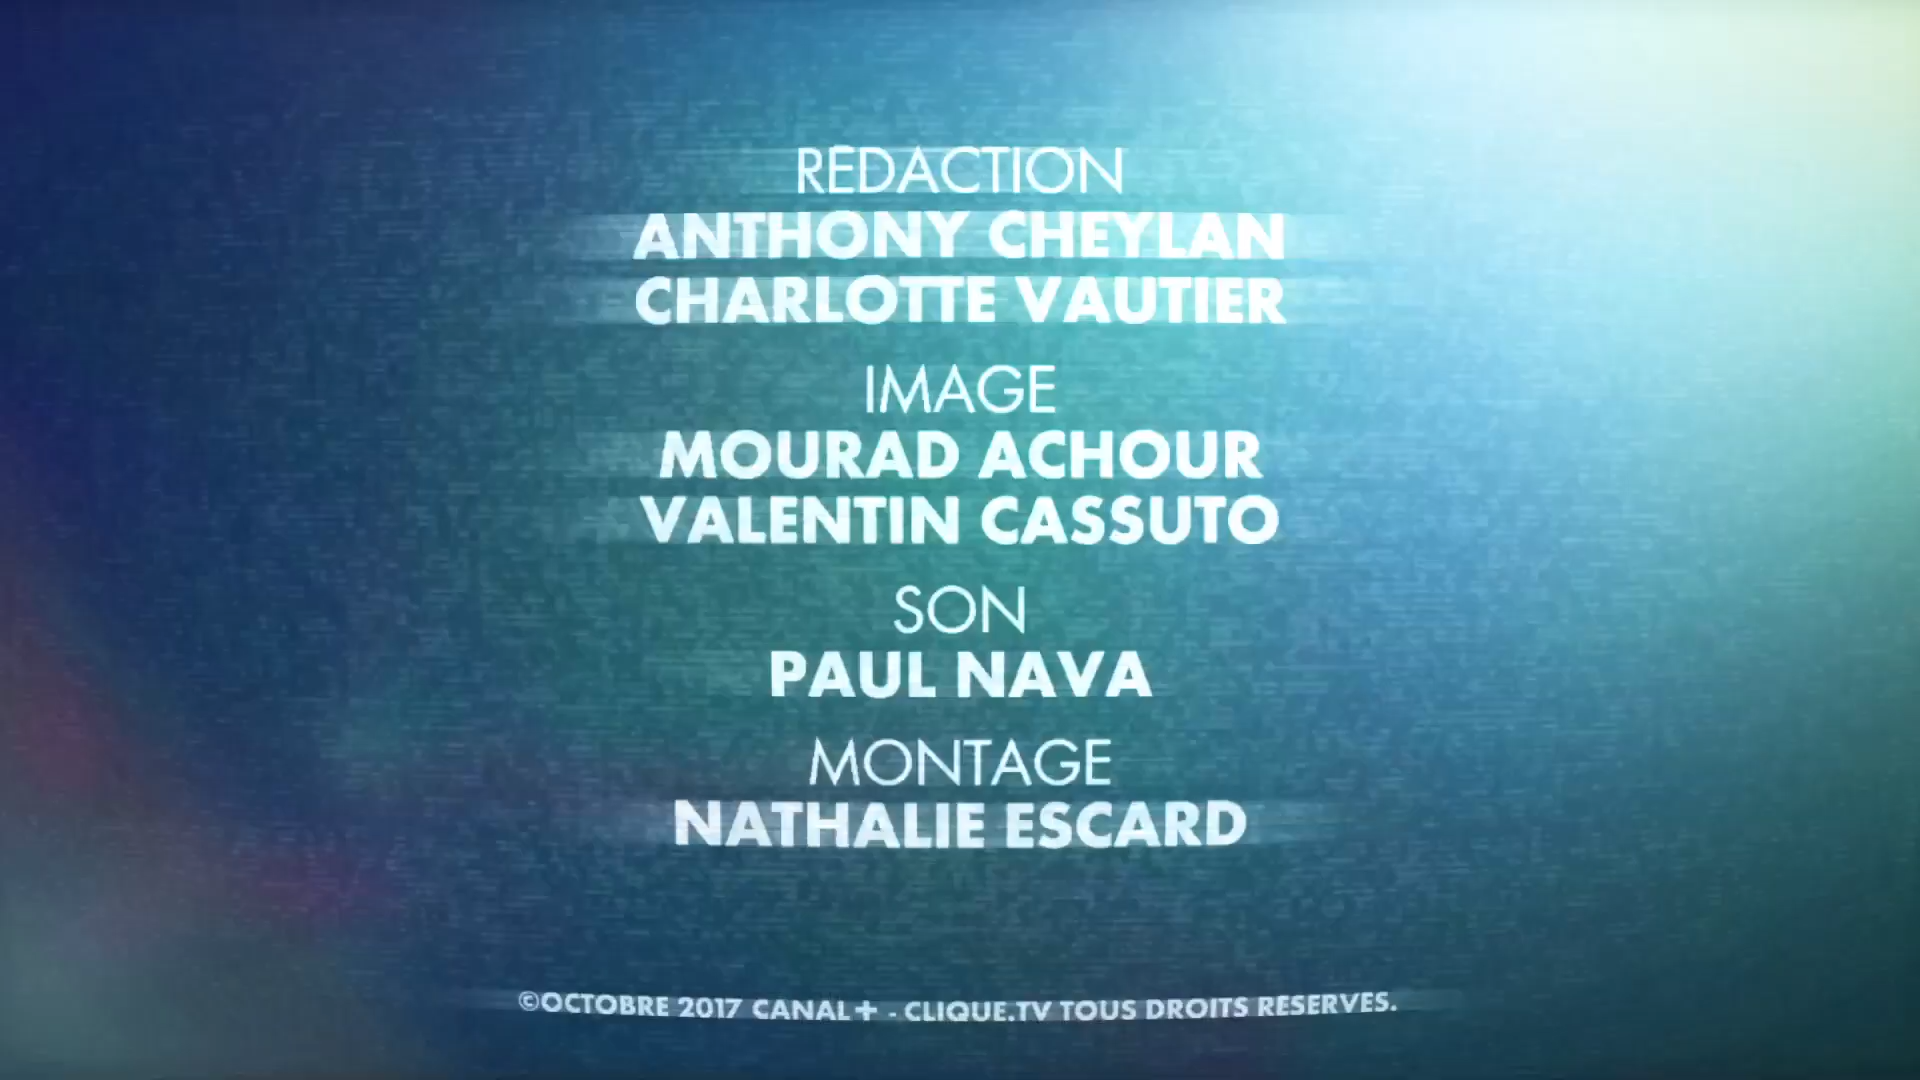 RÉDACTION
ANTHONY CHEYLAN
CHARLOTTE VAUTIER
IMAGE
MOURAD ACHOUR
VALENTIN CASSUTO
SON
PAUL NAVA
MONTAGE
NATHALIE ESCARD
©OCTOBRE 2017 CANAL+ - CLIQUE.TV TOUS DROITS RESERVES.